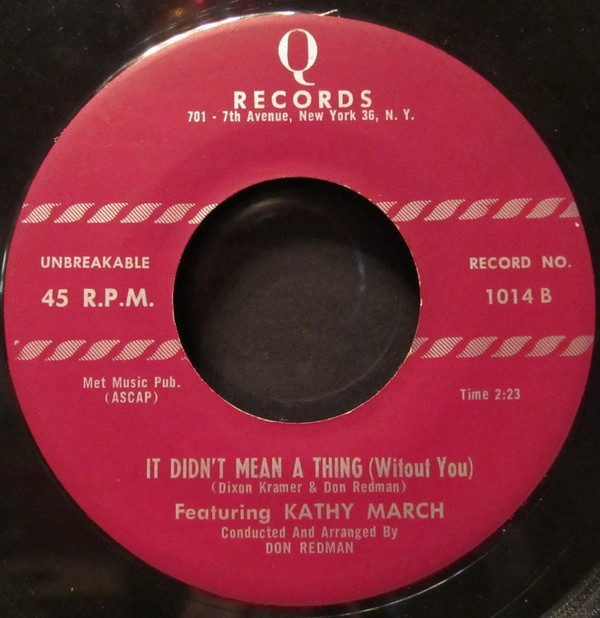 Q
RECORDS
701 - 7th Avenue, New York 36, N. Y.
UNBREAKABLE
45 R.P.M.
RECORD NO.
1014 B
Met Music Pub.
(ASCAP)
Time 2:23
IT DIDN'T MEAN A THING (Witout You)
(Dixon Kramer & Don Redman)
Featuring KATHY MARCH
Conducted And Arranged By
DON REDMAN